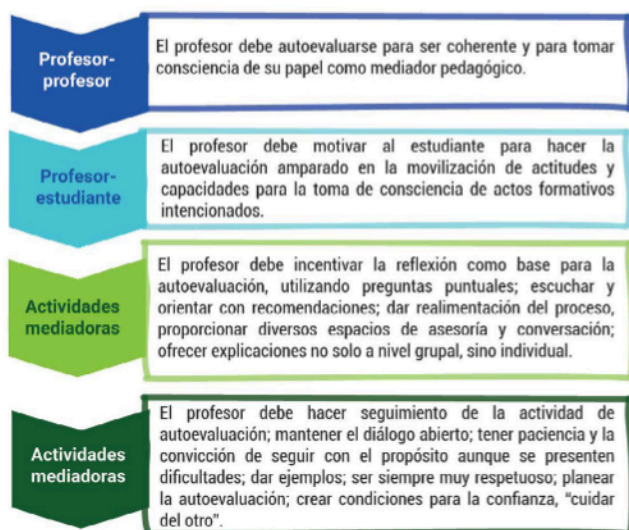 Profesor-
profesor
El profesor debe autoevaluarse para ser coherente y para tomar
consciencia de su papel como mediador pedagógico.
Profesor-
estudiante
El profesor debe motivar al estudiante para hacer la
autoevaluación amparado en la movilización de actitudes y
capacidades para la toma de consciencia de actos formativos
intencionados.
Actividades
mediadoras
El profesor debe incentivar la reflexión como base para la
autoevaluación, utilizando preguntas puntuales; escuchar y
orientar con recomendaciones; dar realimentación del proceso,
proporcionar diversos espacios de asesoría y conversación;
ofrecer explicaciones no solo a nivel grupal, sino individual.
Actividades
mediadoras
El profesor debe hacer seguimiento de la actividad de
autoevaluación; mantener el diálogo abierto; tener paciencia y la
convicción de seguir con el propósito aunque se presenten
dificultades; dar ejemplos; ser siempre muy respetuoso; planear
la autoevaluación; crear condiciones para la confianza, “cuidar
del otro”.